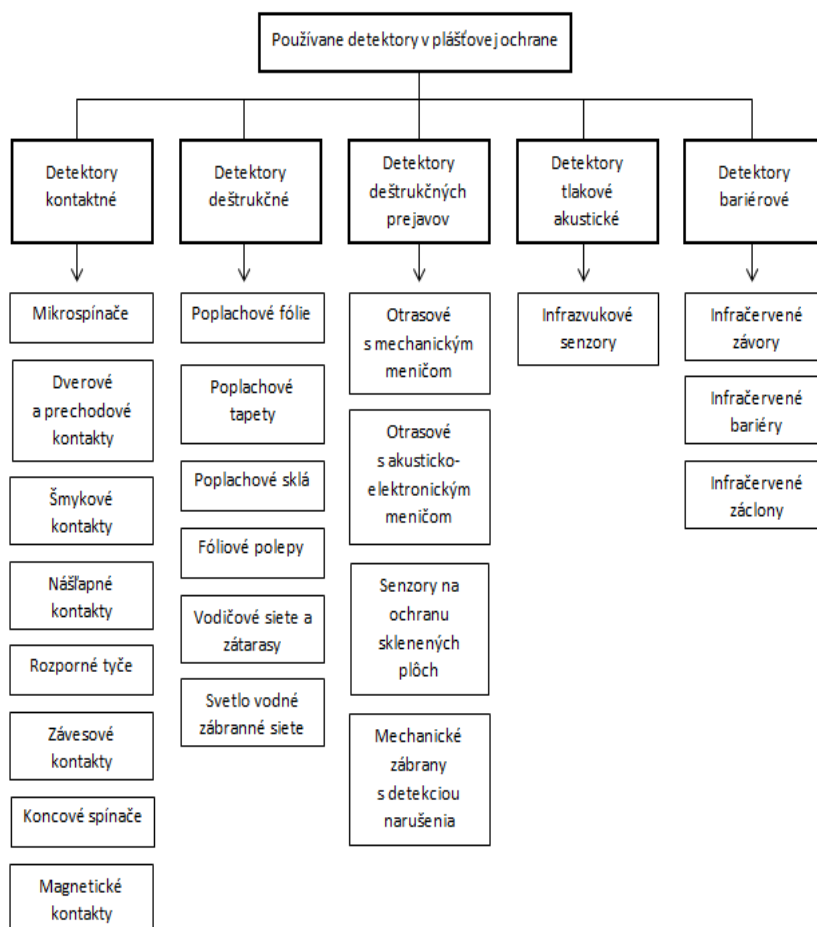 Používane detektory v plášťovej ochrane
Detektory
kontaktné
Detektory
deštrukčné
Detektory
deštrukčných
prejavov
Detektory
tlakové
akustické
Detektory
bariérové
Mikrospínače
Dverové
a prechodové
kontakty
Šmykové
kontakty
Nášľapné
kontakty
Rozporné tyče
Závesové
kontakty
Koncové spínače
Magnetické
kontakty
Poplachové fólie
Poplachové
tapety
Poplachové sklá
Fóliové polepy
Vodičové siete a
zátarasy
Svetlo vodné
zábranné siete
Otrasové
s mechanickým
meničom
Otrasové
s akusticko-
elektronickým
meničom
Senzory na
ochranu
sklenených
plôch
Mechanické
zábrany
s detekciou
narušenia
Infrazvukové
senzory
Infračervené
závory
Infračervené
bariéry
Infračervené
záclony